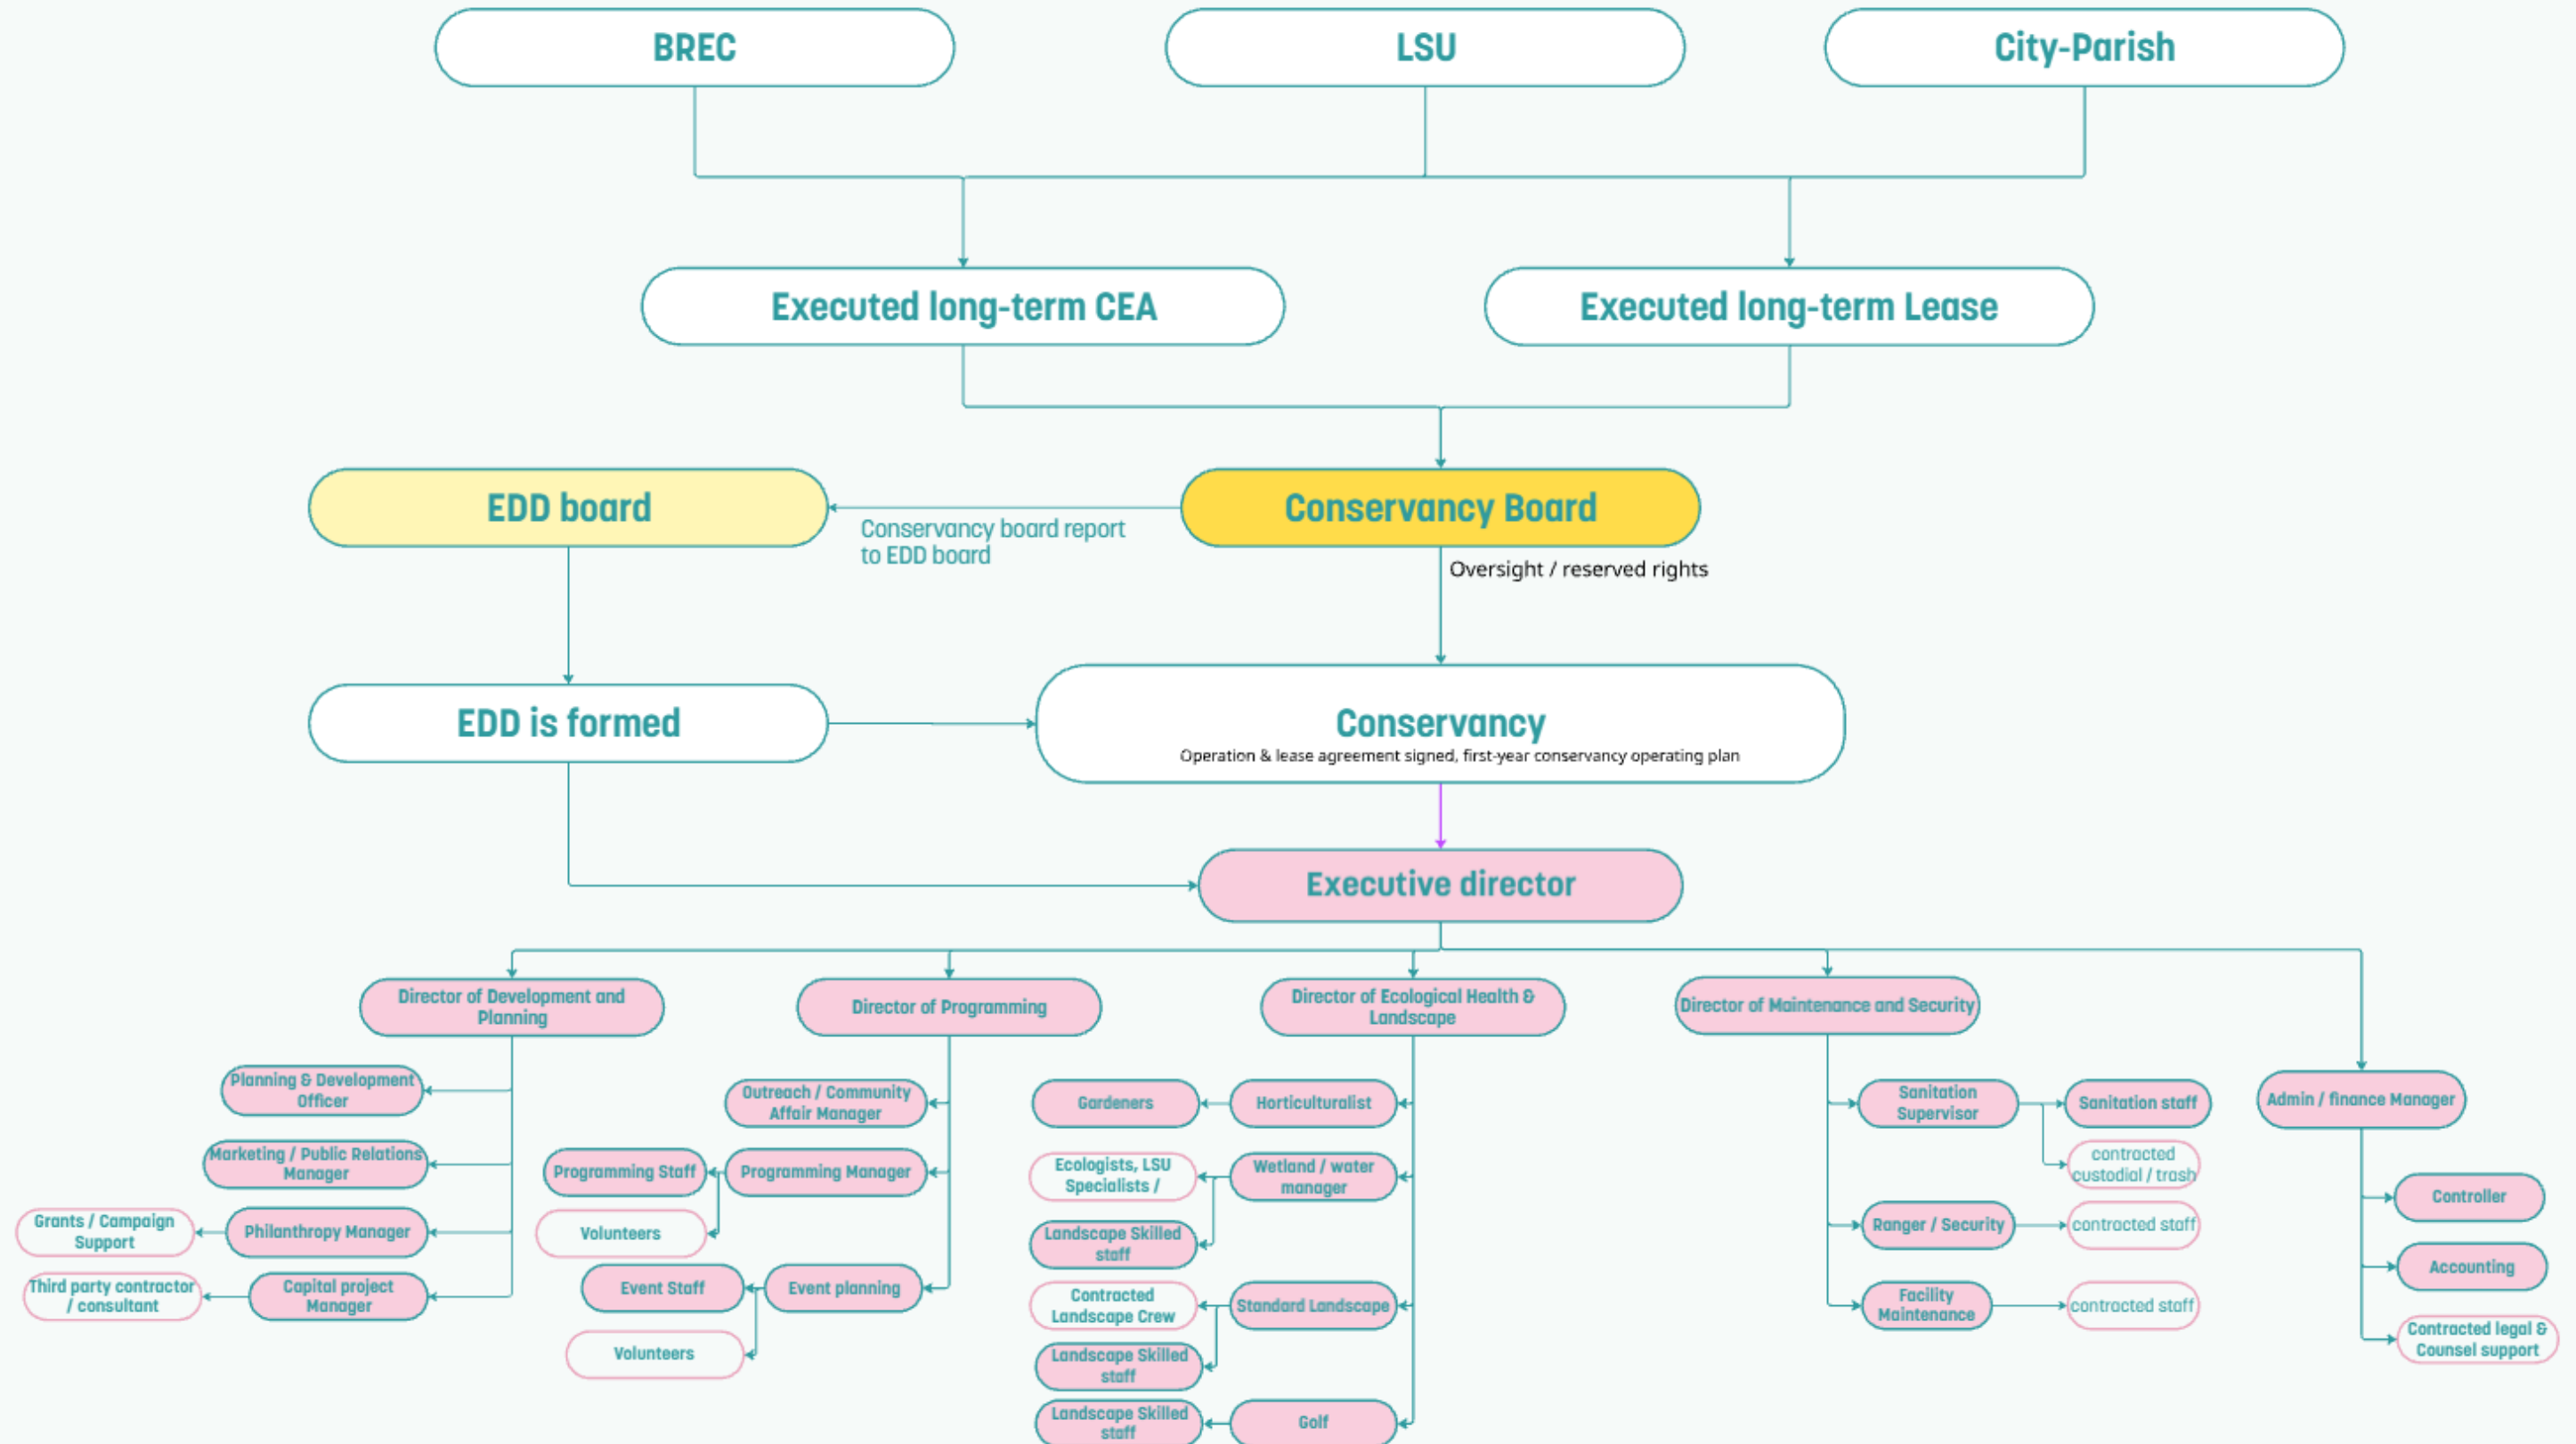 BREC
LSU
City-Parish
Executed long-term CEA
Executed long-term Lease
EDD board
Conservancy board report
to EDD board
Conservancy Board
Oversight / reserved rights
EDD is formed
Conservancy
Operation & lease agreement signed, first-year conservancy operating plan
Executive director
Director of Development and
Planning
Planning & Development
Officer
Marketing / Public Relations
Manager
Philanthropy Manager
Grants / Campaign
Support
Capital project
Manager
Third party contractor
/ consultant
Director of Programming
Outreach / Community
Affair Manager
Programming Manager
Programming Staff
Volunteers
Event planning
Event Staff
Volunteers
Director of Ecological Health &
Landscape
Horticulturalist
Gardeners
Wetland / water
manager
Ecologists, LSU
Specialists /
Landscape Skilled
staff
Standard Landscape
Contracted
Landscape Crew
Landscape Skilled
staff
Golf
Landscape Skilled
staff
Director of Maintenance and Security
Sanitation
Supervisor
Sanitation staff
contracted
custodial / trash
Ranger / Security
contracted staff
Facility
Maintenance
contracted staff
Admin / finance Manager
Controller
Accounting
Contracted legal &
Counsel support